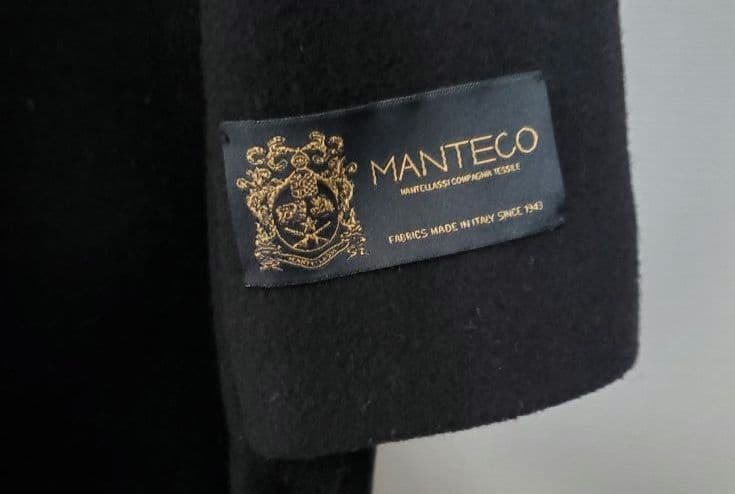 MANTECO
MANTELLASSI COMPAGNIA TESSILE
FABRICS MADE IN ITALY SINCE 1943